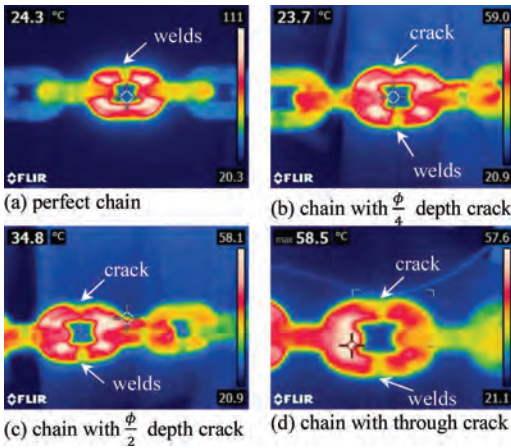 24.3 °C 111
welds
FLIR 20.3
(a) perfect chain
23.7 °C 59.0
crack
welds
FLIR 20.9
(b) chain with ϕ/4 depth crack
34.8 °C 58.1
crack
welds
FLIR 20.9
(c) chain with ϕ/2 depth crack
max 58.5 °C 57.6
crack
welds
FLIR 21.1
(d) chain with through crack